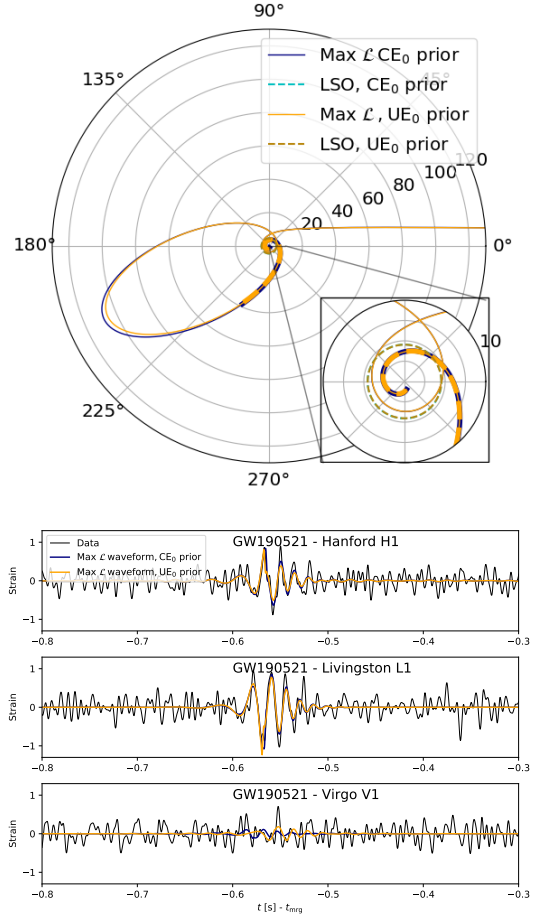 90°
Max ℒ CE₀ prior
135°
45°
LSO, CE₀ prior
Max ℒ , UE₀ prior
LSO, UE₀ prior
20 40 60 80 100 120
180°
0°
10
225°
270°
GW190521 - Hanford H1
Data
Max ℒ waveform, CE₀ prior
Max ℒ waveform, UE₀ prior
Strain
1
0
−1
−0.8 −0.7 −0.6 −0.5 −0.4 −0.3
GW190521 - Livingston L1
Strain
1
0
−1
−0.8 −0.7 −0.6 −0.5 −0.4 −0.3
GW190521 - Virgo V1
Strain
1
0
−1
−0.8 −0.7 −0.6 −0.5 −0.4 −0.3
t [s] - tₘᵣg